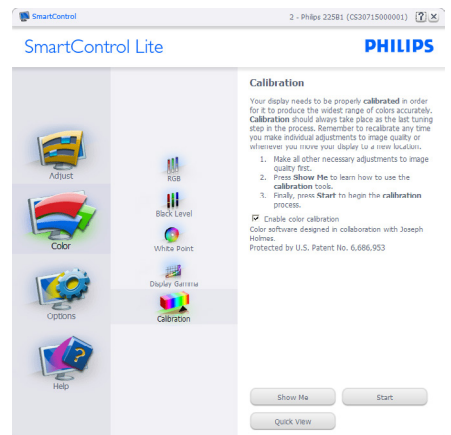 SmartControl
2 - Philips 225B1 (CS30715000001)
SmartControl Lite
PHILIPS
Adjust
Color
Options
Help
RGB
Black Level
White Point
Display Gamma
Calibration
Calibration
Your display needs to be properly calibrated in order
for it to produce the widest range of colors accurately.
Calibration should always take place as the last tuning
step in the process. Remember to recalibrate any time
you make individual adjustments to image quality or
whenever you move your display to a new location.
1. Make all other necessary adjustments to image
quality first.
2. Press Show Me to learn how to use the
calibration tools.
3. Finally, press Start to begin the calibration
process.
Enable color calibration
Color software designed in collaboration with Joseph
Holmes.
Protected by U.S. Patent No. 6,686,953
Show Me
Start
Quick View